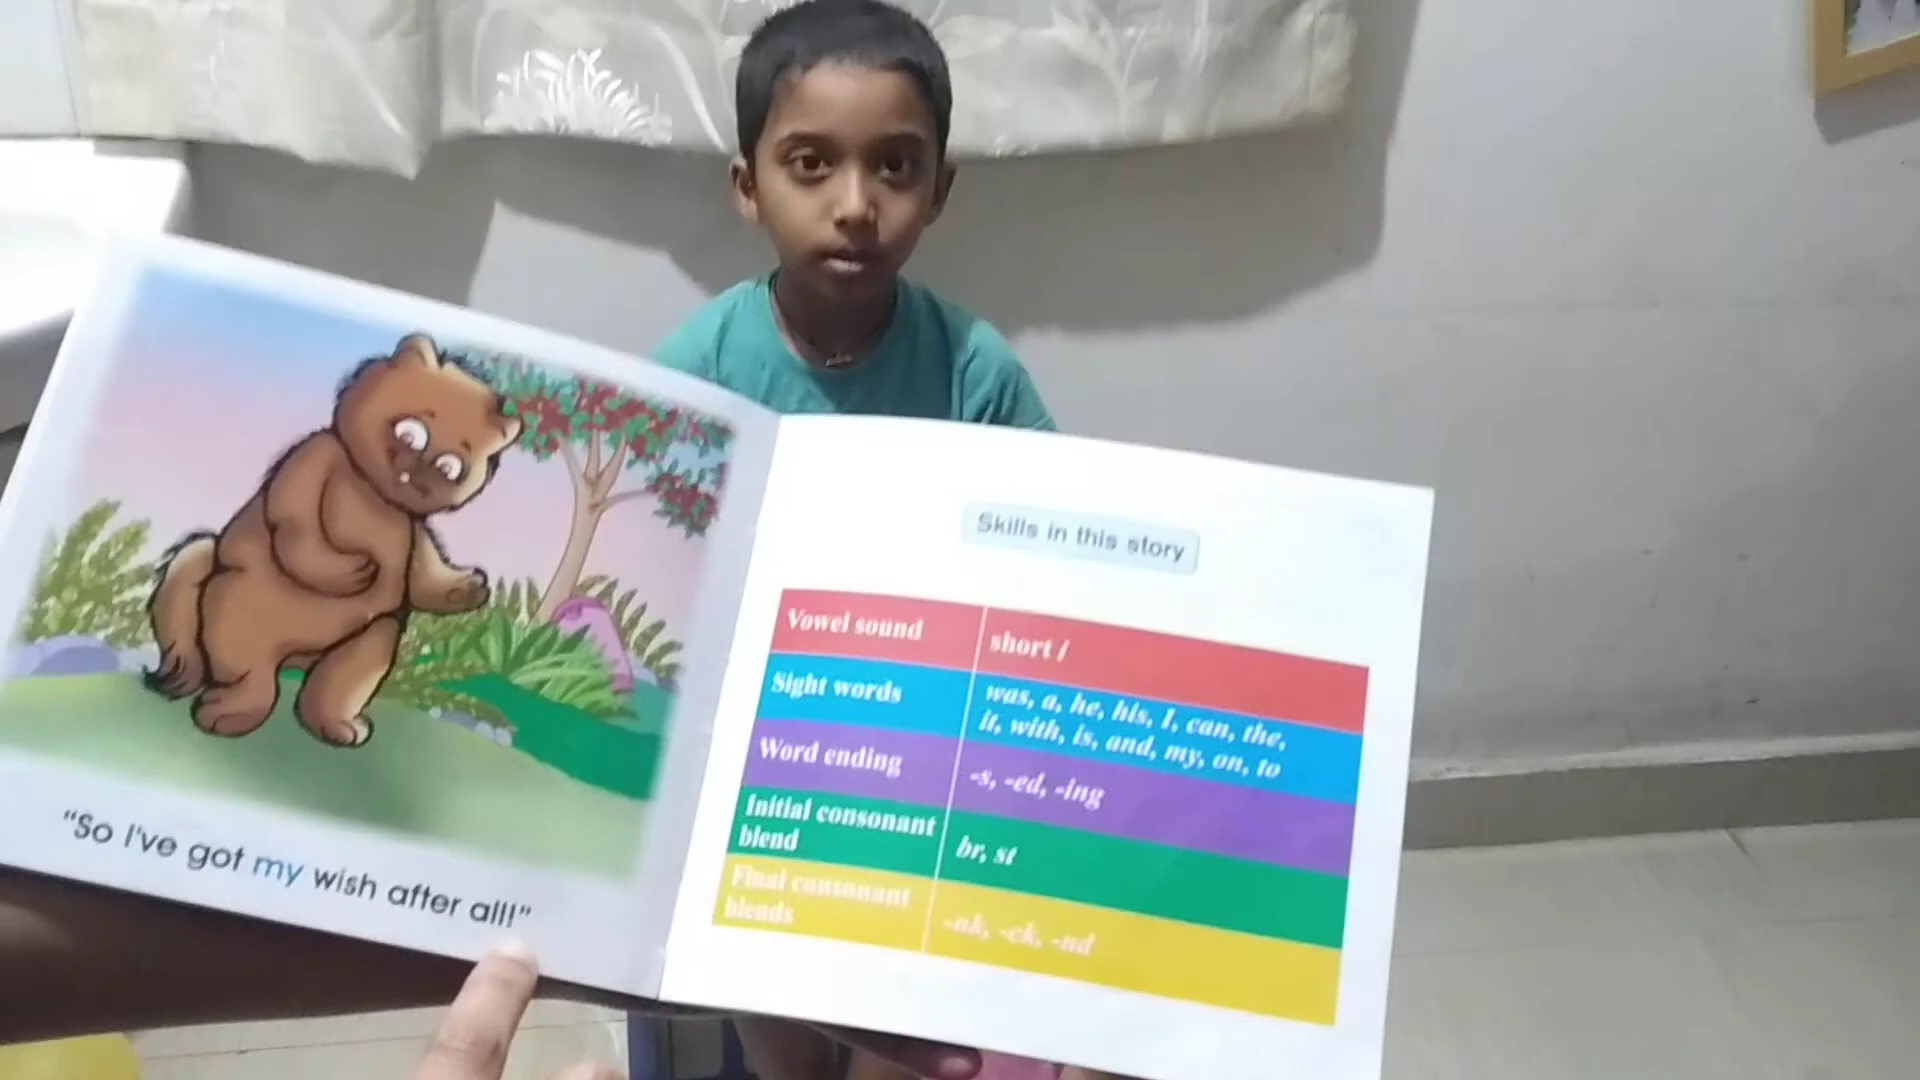 "So I've got my wish after all!"
Skills in this story
Vowel sound
short i
Sight words
was, a, he, his, I, can, the,
it, with, is, and, my, on, to
Word ending
-s, -ed, -ing
Initial consonant
blend
br, st
Final consonant
blends
-nk, -ck, -nd